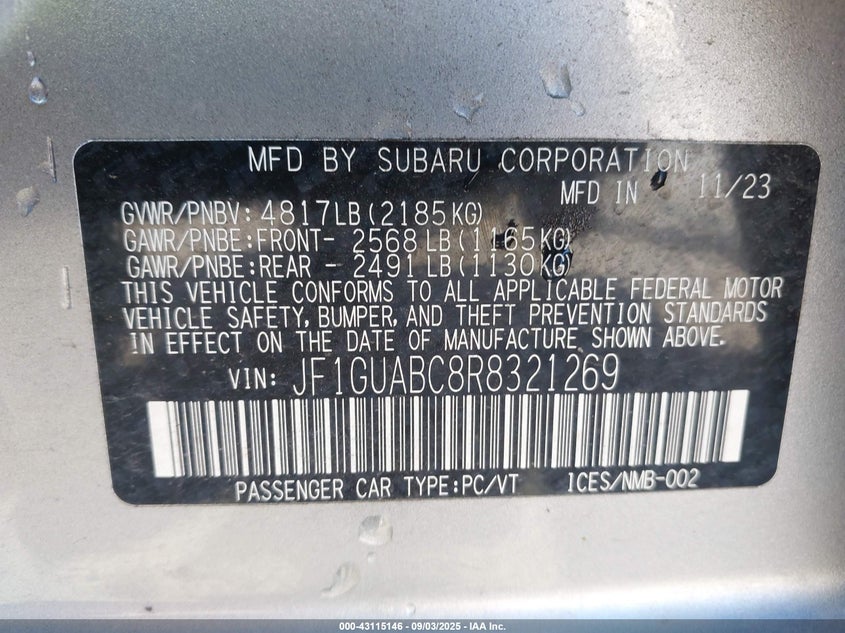 MFD BY SUBARU CORPORATION
MFD IN 11/23
GVWR/PNBV: 4817LB (2185KG)
GAWR/PNBE:FRONT- 2568 LB (1165KG)
GAWR/PNBE:REAR - 2491 LB (1130KG)
THIS VEHICLE CONFORMS TO ALL APPLICABLE FEDERAL MOTOR
VEHICLE SAFETY, BUMPER, AND THEFT PREVENTION STANDARDS
IN EFFECT ON THE DATE OF MANUFACTURE SHOWN ABOVE.
VIN: JF1GUABC8R8321269
PASSENGER CAR TYPE:PC/VT ICES/NMB-002
000-43115146 - 09/03/2025 - IAA Inc.